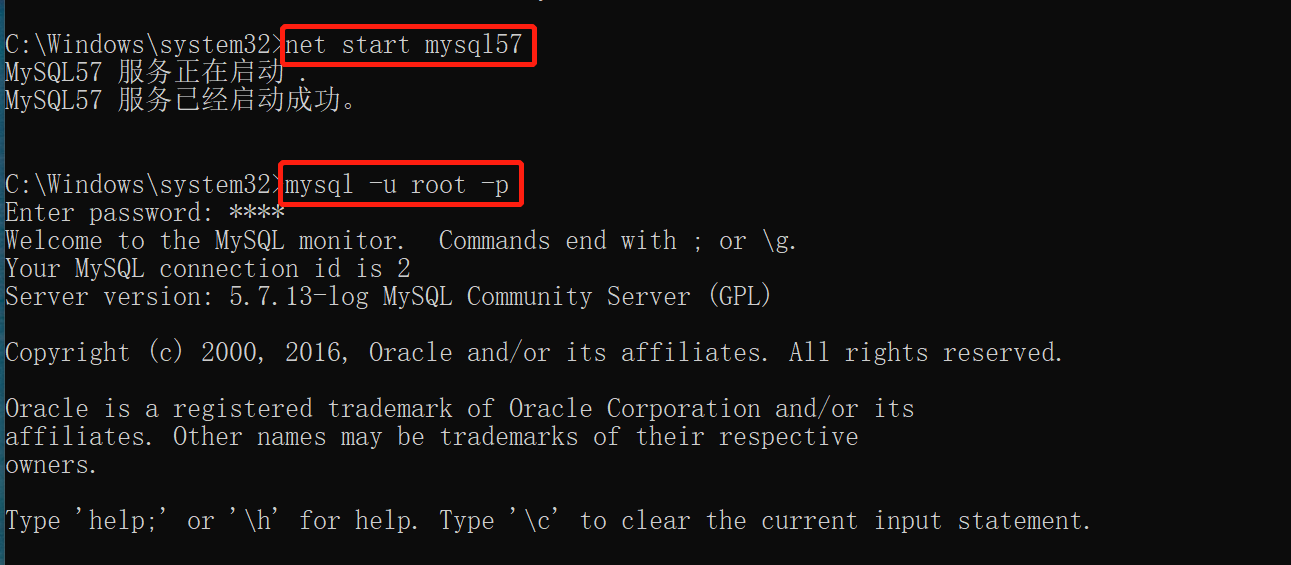 C:\Windows\system32>net start mysql57
MySQL57 服务正在启动 .
MySQL57 服务已经启动成功。
C:\Windows\system32>mysql -u root -p
Enter password: ****
Welcome to the MySQL monitor.  Commands end with ; or \g.
Your MySQL connection id is 2
Server version: 5.7.13-log MySQL Community Server (GPL)
Copyright (c) 2000, 2016, Oracle and/or its affiliates. All rights reserved.
Oracle is a registered trademark of Oracle Corporation and/or its
affiliates. Other names may be trademarks of their respective
owners.
Type 'help;' or '\h' for help. Type '\c' to clear the current input statement.